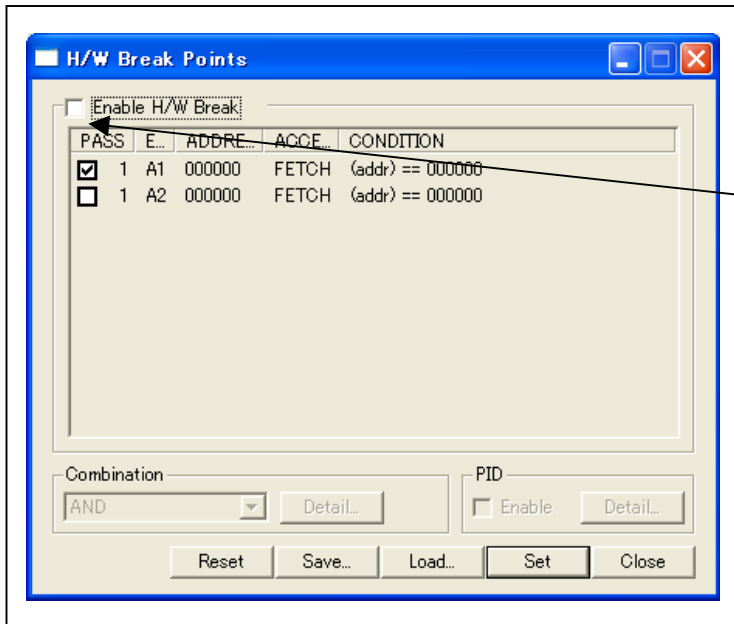 H/W Break Points
Enable H/W Break
PASS E... ADDRE... ACCE... CONDITION
1 A1 000000 FETCH (addr) == 000000
1 A2 000000 FETCH (addr) == 000000
Combination
PID
AND Detail... Enable Detail...
Reset Save... Load... Set Close